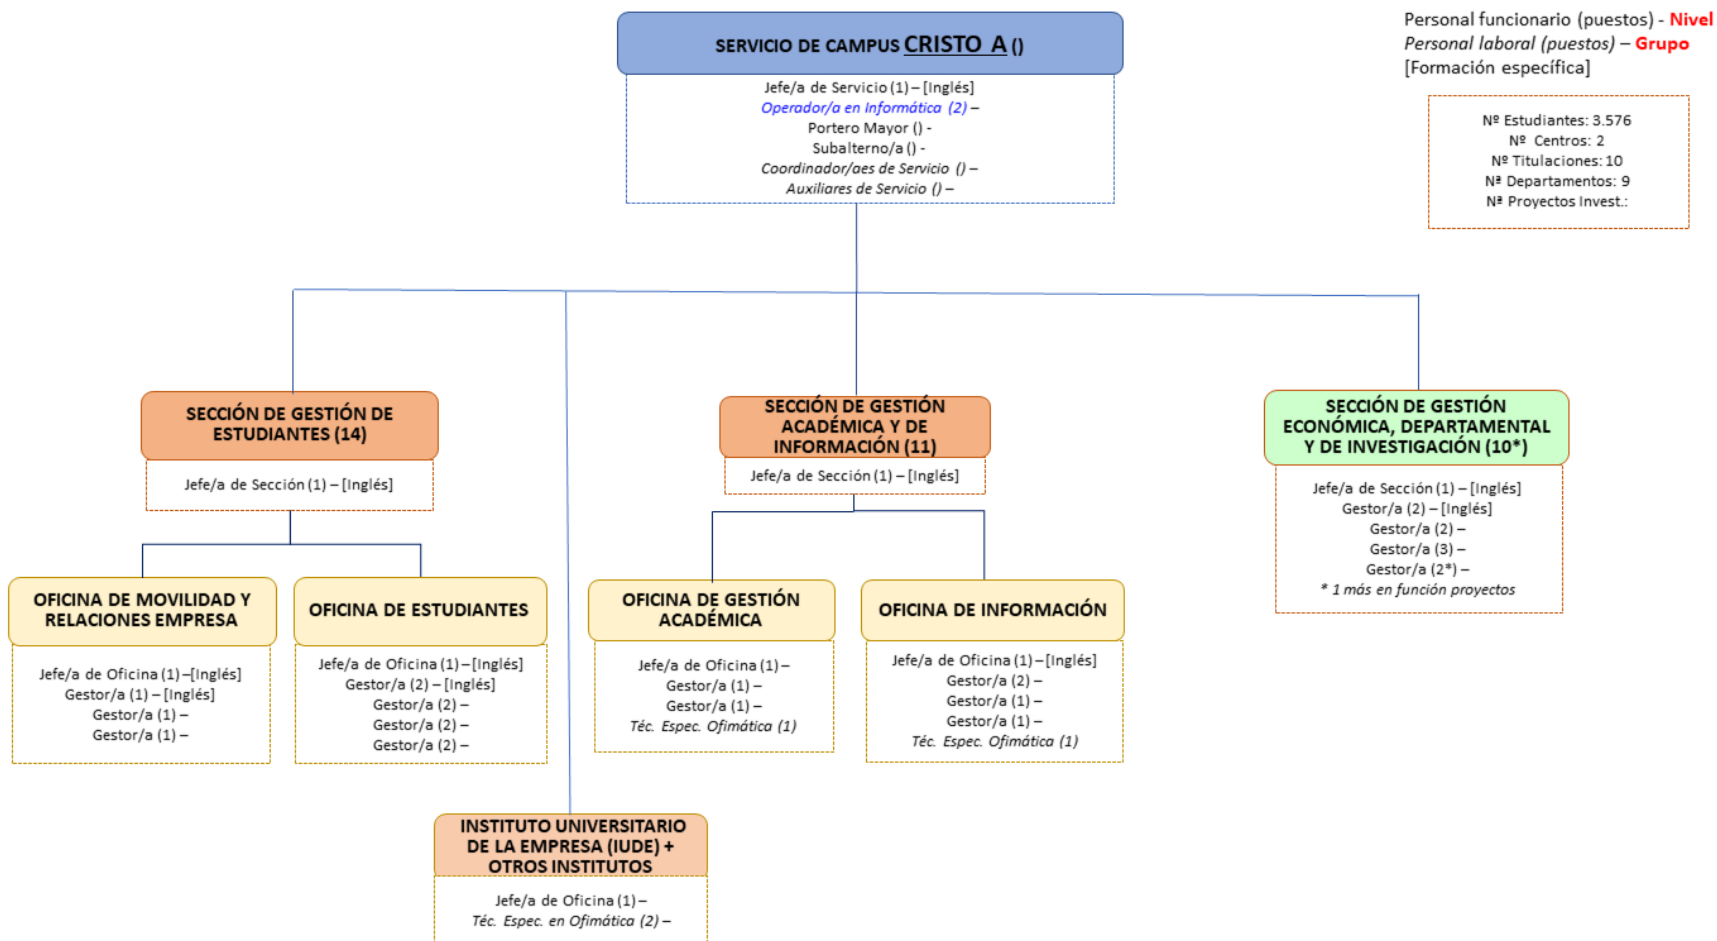 SERVICIO DE CAMPUS CRISTO A ()
Jefe/a de Servicio (1) – [Inglés]
Operador/a en Informática (2) –
Portero Mayor () -
Subalterno/a () -
Coordinador/aes de Servicio () –
Auxiliares de Servicio () –
Personal funcionario (puestos) - Nivel
Personal laboral (puestos) – Grupo
[Formación específica]
Nº Estudiantes: 3.576
Nº Centros: 2
Nº Titulaciones: 10
Nª Departamentos: 9
Nª Proyectos Invest.:
SECCIÓN DE GESTIÓN DE
ESTUDIANTES (14)
Jefe/a de Sección (1) – [Inglés]
SECCIÓN DE GESTIÓN
ACADÉMICA Y DE
INFORMACIÓN (11)
Jefe/a de Sección (1) – [Inglés]
SECCIÓN DE GESTIÓN
ECONÓMICA, DEPARTAMENTAL
Y DE INVESTIGACIÓN (10*)
Jefe/a de Sección (1) – [Inglés]
Gestor/a (2) – [Inglés]
Gestor/a (2) –
Gestor/a (3) –
Gestor/a (2*) –
* 1 más en función proyectos
OFICINA DE MOVILIDAD Y
RELACIONES EMPRESA
Jefe/a de Oficina (1) –[Inglés]
Gestor/a (1) – [Inglés]
Gestor/a (1) –
Gestor/a (1) –
OFICINA DE ESTUDIANTES
Jefe/a de Oficina (1) –[Inglés]
Gestor/a (2) – [Inglés]
Gestor/a (2) –
Gestor/a (2) –
Gestor/a (2) –
OFICINA DE GESTIÓN
ACADÉMICA
Jefe/a de Oficina (1) –
Gestor/a (1) –
Gestor/a (1) –
Téc. Espec. Ofimática (1)
OFICINA DE INFORMACIÓN
Jefe/a de Oficina (1) –[Inglés]
Gestor/a (2) –
Gestor/a (1) –
Gestor/a (1) –
Téc. Espec. Ofimática (1)
INSTITUTO UNIVERSITARIO
DE LA EMPRESA (IUDE) +
OTROS INSTITUTOS
Jefe/a de Oficina (1) –
Téc. Espec. en Ofimática (2) –